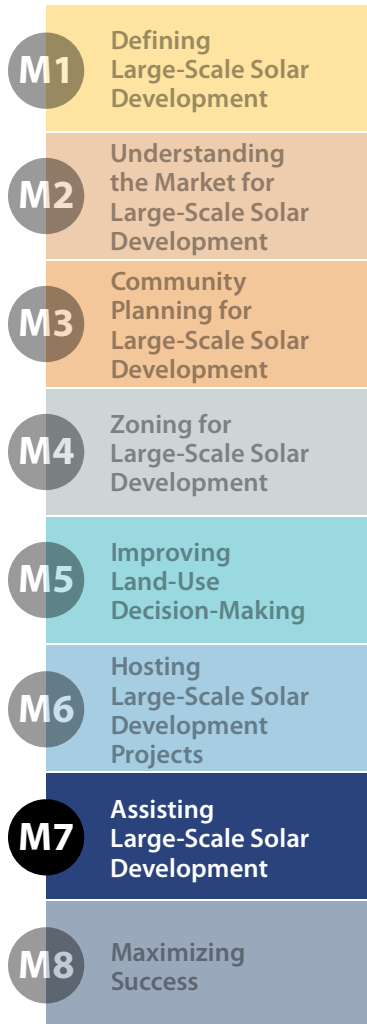 M1
Defining
Large-Scale Solar
Development
M2
Understanding
the Market for
Large-Scale Solar
Development
M3
Community
Planning for
Large-Scale Solar
Development
M4
Zoning for
Large-Scale Solar
Development
M5
Improving
Land-Use
Decision-Making
M6
Hosting
Large-Scale Solar
Development
Projects
M7
Assisting
Large-Scale Solar
Development
M8
Maximizing
Success